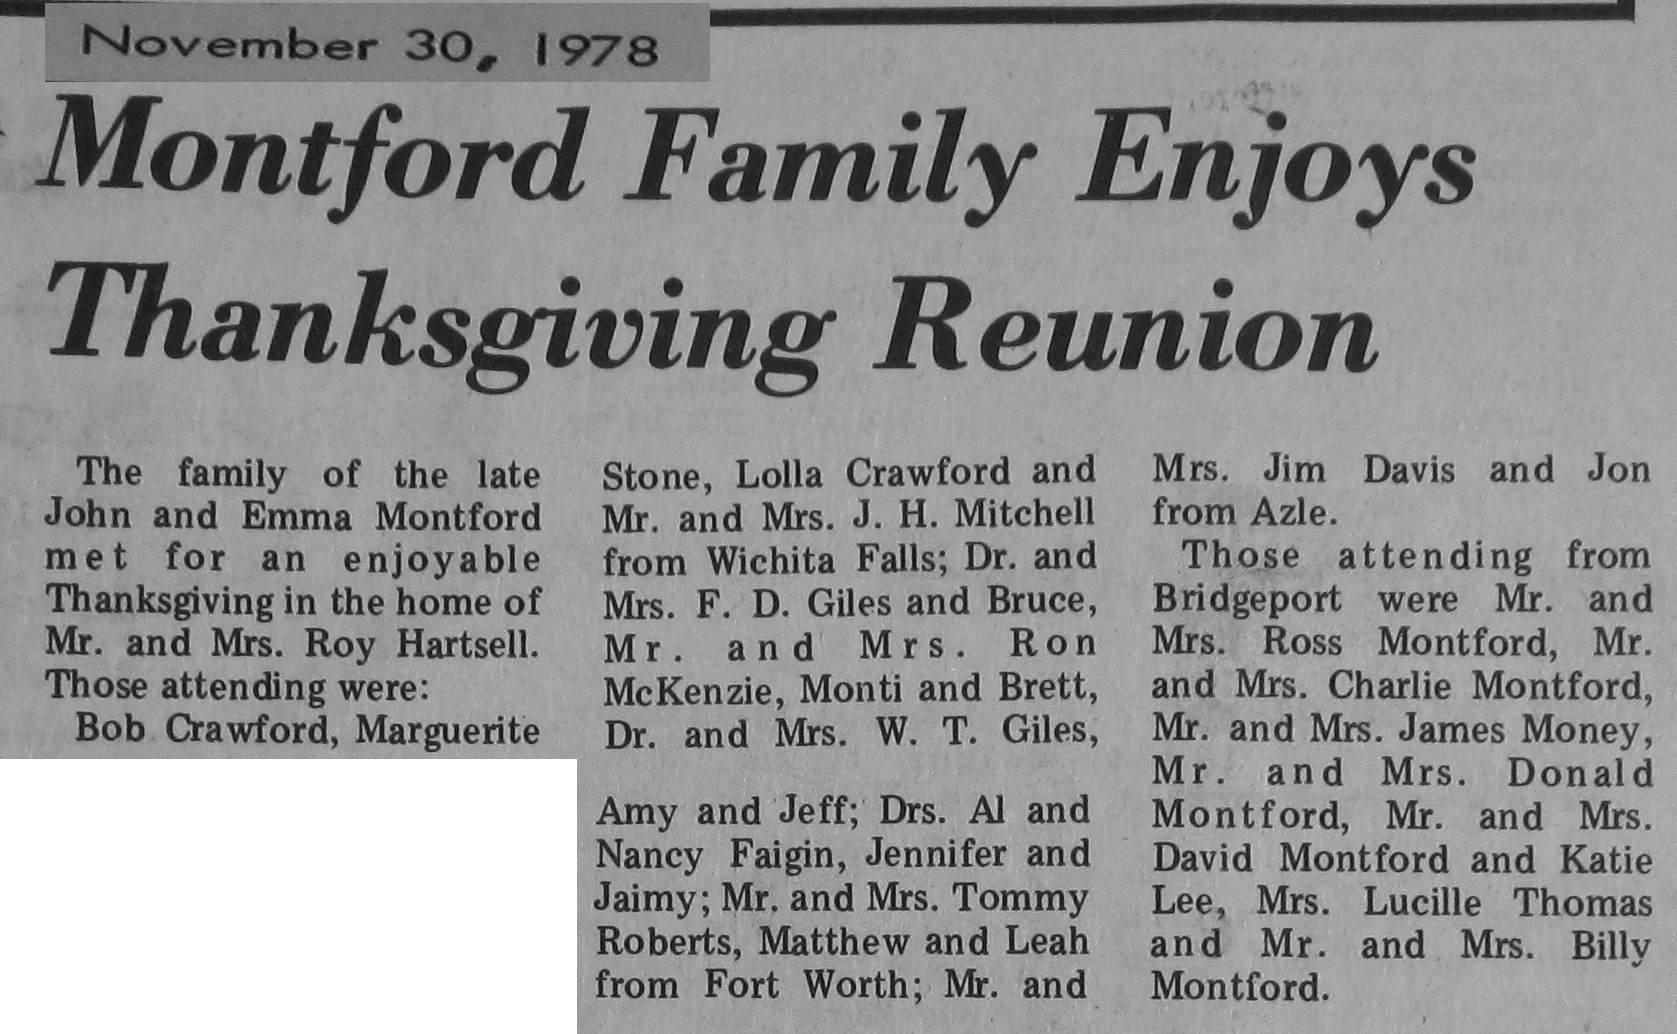 November 30, 1978
Montford Family Enjoys
Thanksgiving Reunion
The family of the late
John and Emma Montford
met for an enjoyable
Thanksgiving in the home of
Mr. and Mrs. Roy Hartsell.
Those attending were:
Bob Crawford, Marguerite
Stone, Lolla Crawford and
Mr. and Mrs. J. H. Mitchell
from Wichita Falls; Dr. and
Mrs. F. D. Giles and Bruce,
Mr. and Mrs. Ron
McKenzie, Monti and Brett,
Dr. and Mrs. W. T. Giles,
Amy and Jeff; Drs. Al and
Nancy Faigin, Jennifer and
Jaimy; Mr. and Mrs. Tommy
Roberts, Matthew and Leah
from Fort Worth; Mr. and
Mrs. Jim Davis and Jon
from Azle.
Those attending from
Bridgeport were Mr. and
Mrs. Ross Montford, Mr.
and Mrs. Charlie Montford,
Mr. and Mrs. James Money,
Mr. and Mrs. Donald
Montford, Mr. and Mrs.
David Montford and Katie
Lee, Mrs. Lucille Thomas
and Mr. and Mrs. Billy
Montford.